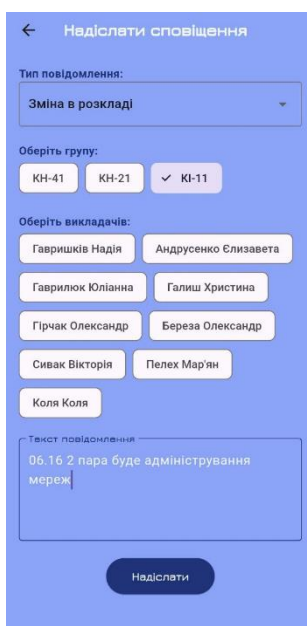 Надіслати сповіщення
Тип повідомлення:
Зміна в розкладі
Оберіть групу:
КН-41 КН-21 КІ-11
Оберіть викладачів:
Гавришків Надія Андрусенко Єлизавета
Гаврилюк Юліанна Галиш Христина
Гірчак Олександр Береза Олександр
Сивак Вікторія Пелех Мар'ян
Коля Коля
Текст повідомлення
06.16 2 пара буде адміністрування
мереж
Надіслати